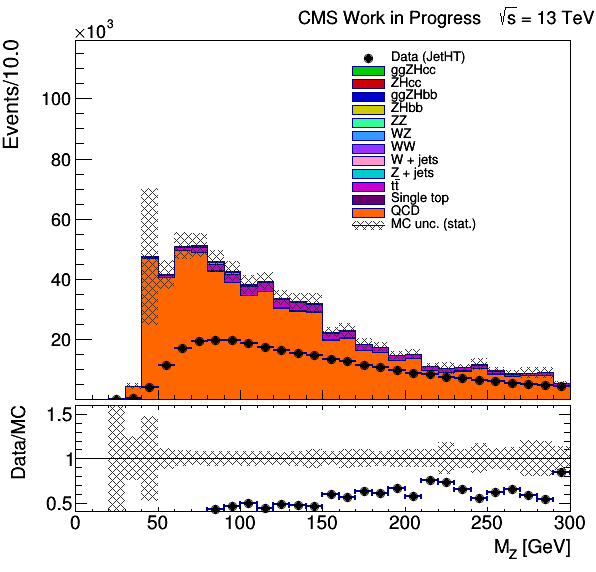 CMS Work in Progress √s = 13 TeV
×10³
Events/10.0
100
80
60
40
20
Data (JetHT)
ggZHcc
ZHcc
ggZHbb
ZHbb
ZZ
WZ
WW
W + jets
Z + jets
tt̄
Single top
QCD
MC unc. (stat.)
Data/MC
1.5
1
0.5
0 50 100 150 200 250 300
M_Z [GeV]